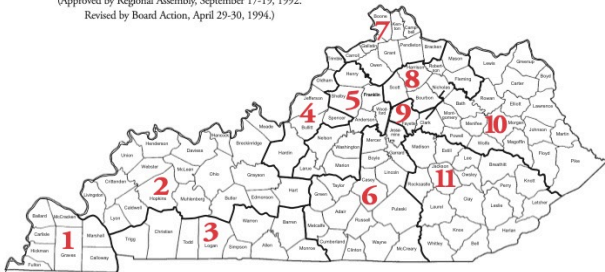 (Approved by Regional Assembly, September 17-19, 1992.
Revised by Board Action, April 29-30, 1994.)
Boone
Kenton
Campbell
7
Gallatin
Grant
Pendleton
Bracken
Carroll
Trimble
Owen
Mason
Lewis
Greenup
Henry
Harrison
Robertson
Fleming
Carter
Boyd
Oldham
8
Nicholas
Jefferson
Shelby
Franklin
Scott
Bourbon
Rowan
Elliott
Lawrence
5
4
Bath
Bullitt
Spencer
Anderson
Woodford
9
Fayette
Clark
Montgomery
Menifee
10
Morgan
Johnson
Martin
Hancock
Meade
Nelson
Mercer
Jessamine
Powell
Wolfe
Magoffin
Henderson
Daviess
Breckinridge
Hardin
Washington
Garrard
Madison
Estill
Lee
Breathitt
Floyd
Pike
Union
Webster
McLean
Ohio
Grayson
Larue
Marion
Boyle
Lincoln
Jackson
Owsley
Knott
Crittenden
2
Hopkins
Muhlenberg
Butler
Edmonson
Hart
Green
Taylor
Casey
6
Rockcastle
11
Perry
Livingston
Caldwell
Lyon
Adair
Russell
Pulaski
Laurel
Clay
Leslie
Letcher
Ballard
McCracken
Warren
Barren
Metcalfe
Carlisle
1
Marshall
Trigg
Christian
Todd
3
Logan
Simpson
Allen
Monroe
Cumberland
Clinton
Wayne
McCreary
Whitley
Knox
Bell
Harlan
Hickman
Graves
Fulton
Calloway